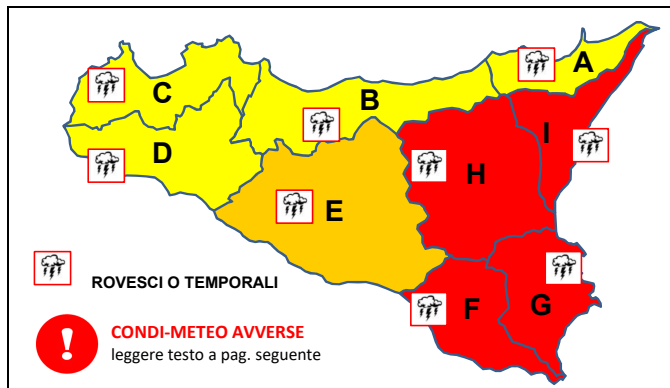 A
C
B
I
D
H
E
ROVESCI O TEMPORALI
F
G
! CONDI-METEO AVVERSE
leggere testo a pag. seguente